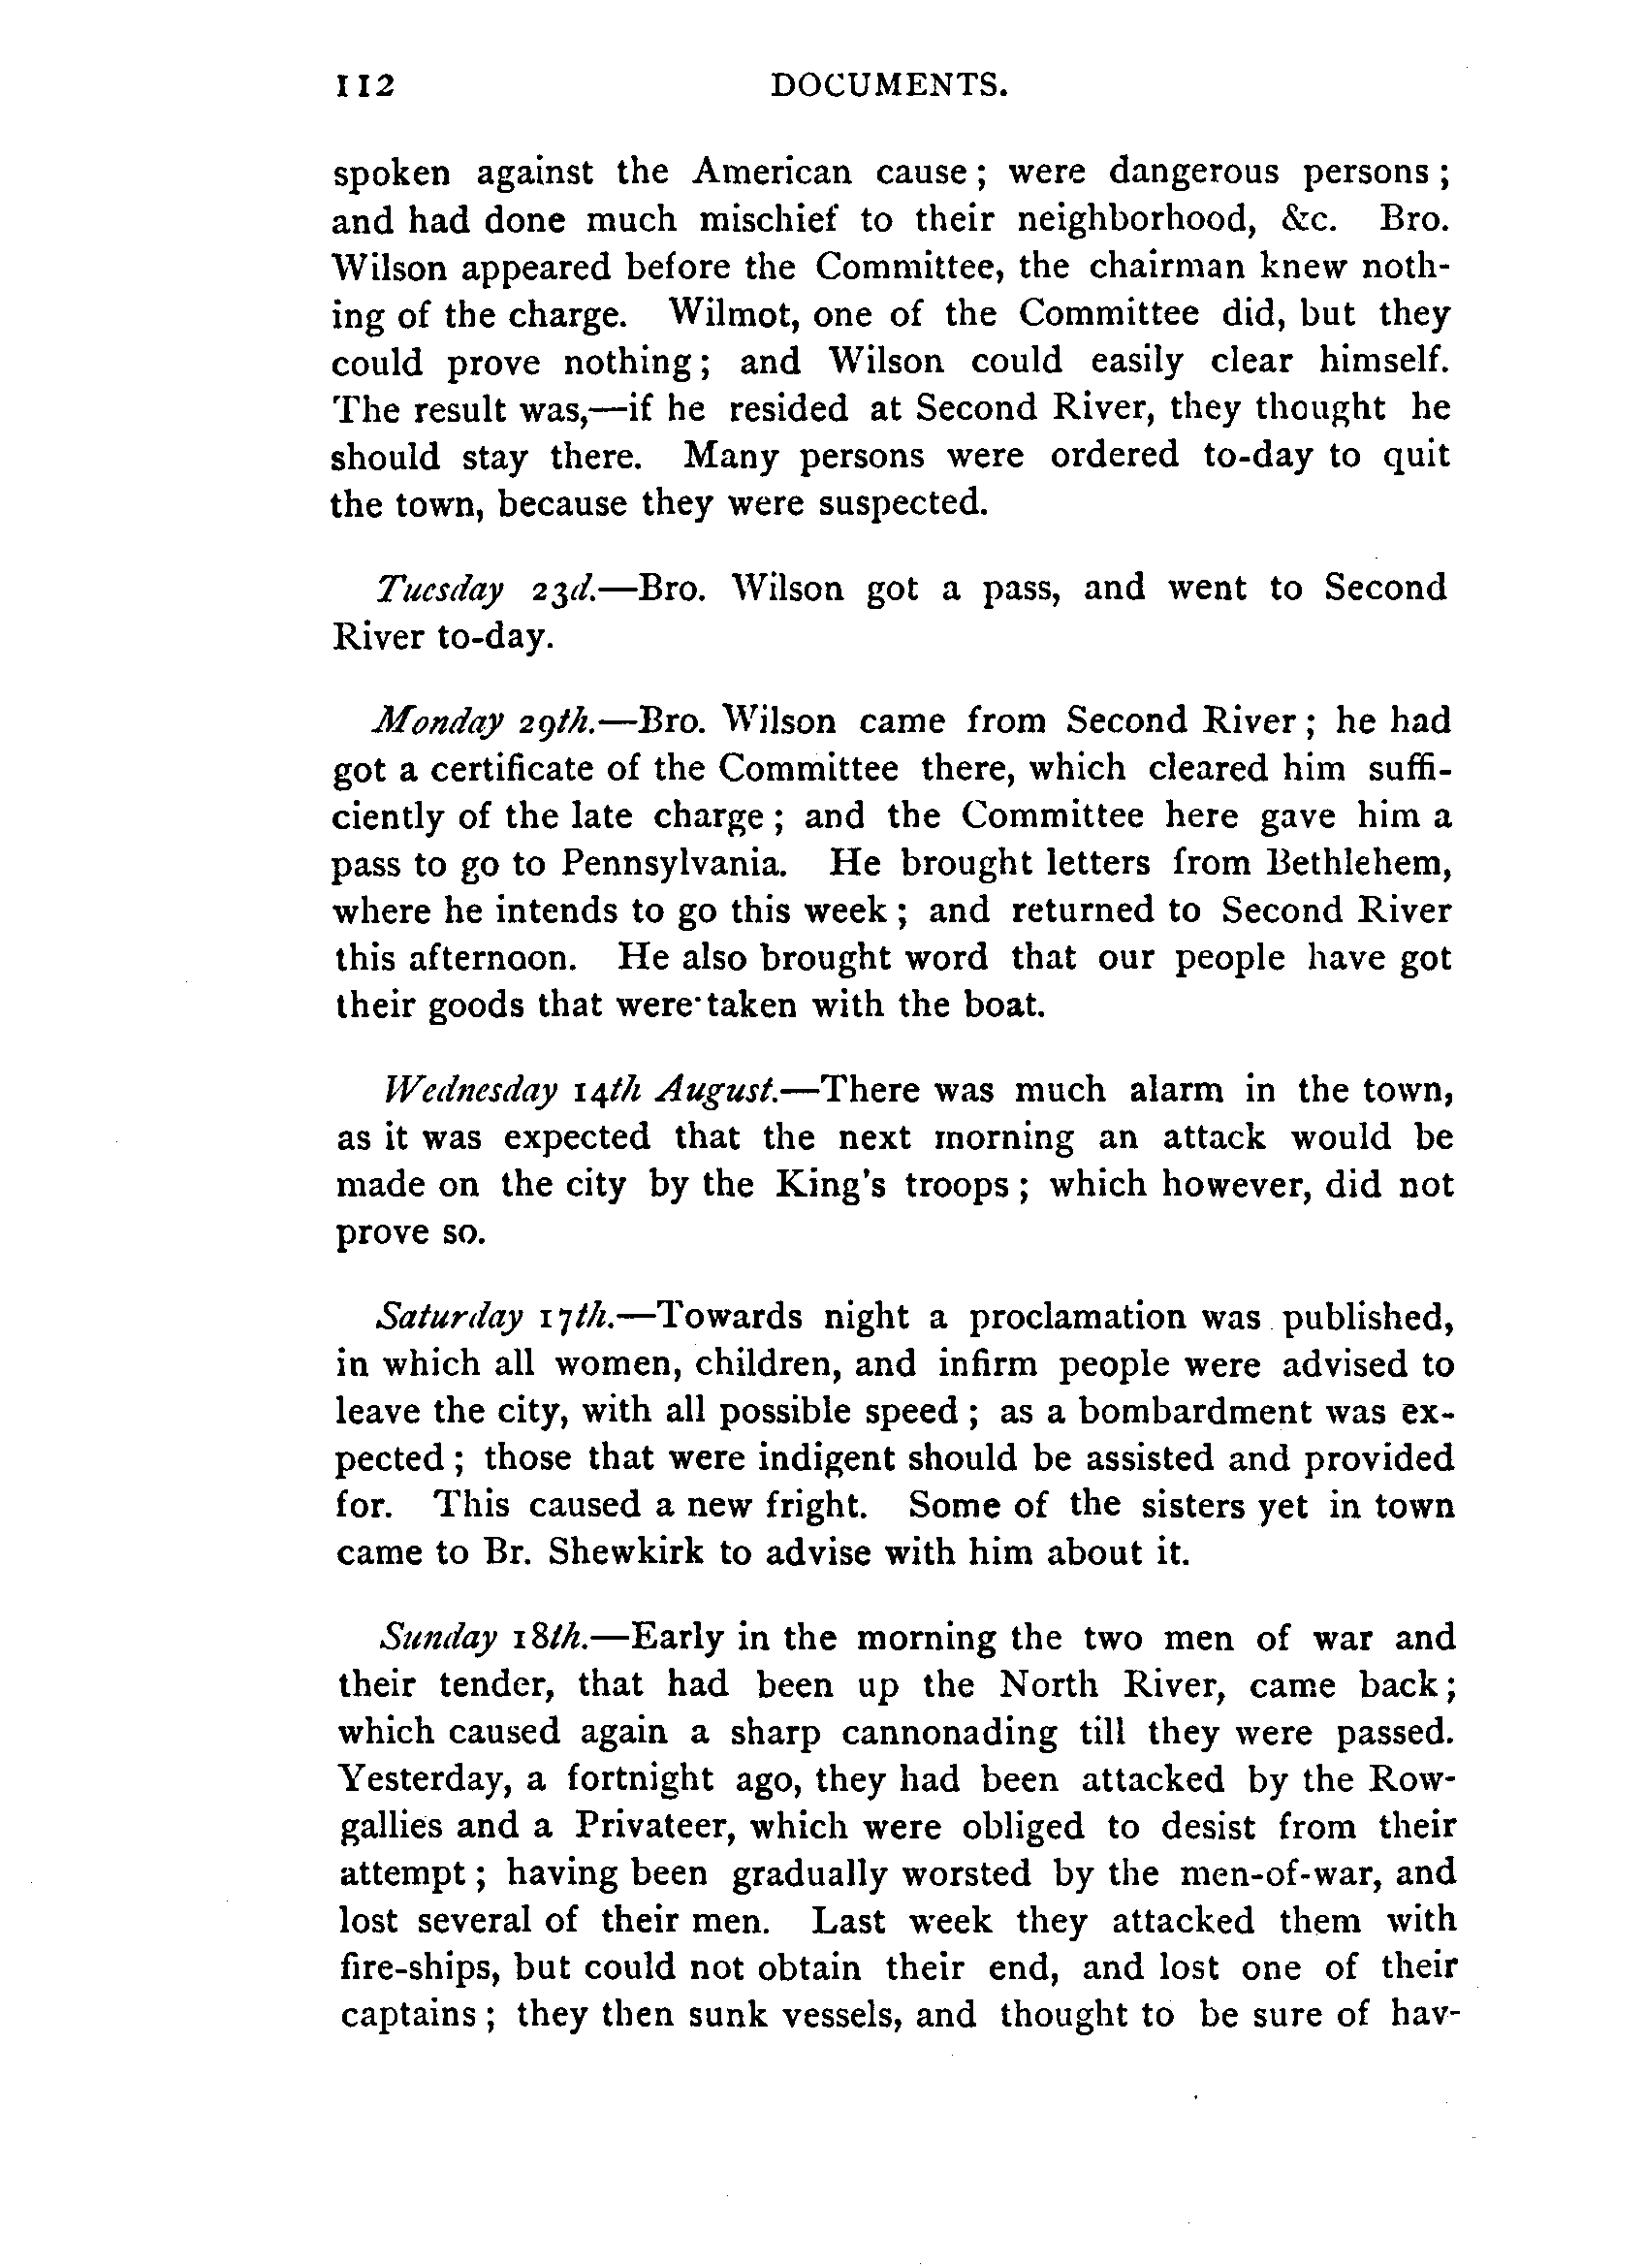 112 DOCUMENTS.
spoken against the American cause; were dangerous persons;
and had done much mischief to their neighborhood, &c. Bro.
Wilson appeared before the Committee, the chairman knew noth-
ing of the charge. Wilmot, one of the Committee did, but they
could prove nothing; and Wilson could easily clear himself.
The result was,—if he resided at Second River, they thought he
should stay there. Many persons were ordered to-day to quit
the town, because they were suspected.
Tuesday 23d.—Bro. Wilson got a pass, and went to Second
River to-day.
Monday 29th.—Bro. Wilson came from Second River; he had
got a certificate of the Committee there, which cleared him suffi-
ciently of the late charge; and the Committee here gave him a
pass to go to Pennsylvania. He brought letters from Bethlehem,
where he intends to go this week; and returned to Second River
this afternoon. He also brought word that our people have got
their goods that were taken with the boat.
Wednesday 14th August.—There was much alarm in the town,
as it was expected that the next morning an attack would be
made on the city by the King's troops; which however, did not
prove so.
Saturday 17th.—Towards night a proclamation was published,
in which all women, children, and infirm people were advised to
leave the city, with all possible speed; as a bombardment was ex-
pected; those that were indigent should be assisted and provided
for. This caused a new fright. Some of the sisters yet in town
came to Br. Shewkirk to advise with him about it.
Sunday 18th.—Early in the morning the two men of war and
their tender, that had been up the North River, came back;
which caused again a sharp cannonading till they were passed.
Yesterday, a fortnight ago, they had been attacked by the Row-
gallies and a Privateer, which were obliged to desist from their
attempt; having been gradually worsted by the men-of-war, and
lost several of their men. Last week they attacked them with
fire-ships, but could not obtain their end, and lost one of their
captains; they then sunk vessels, and thought to be sure of hav-